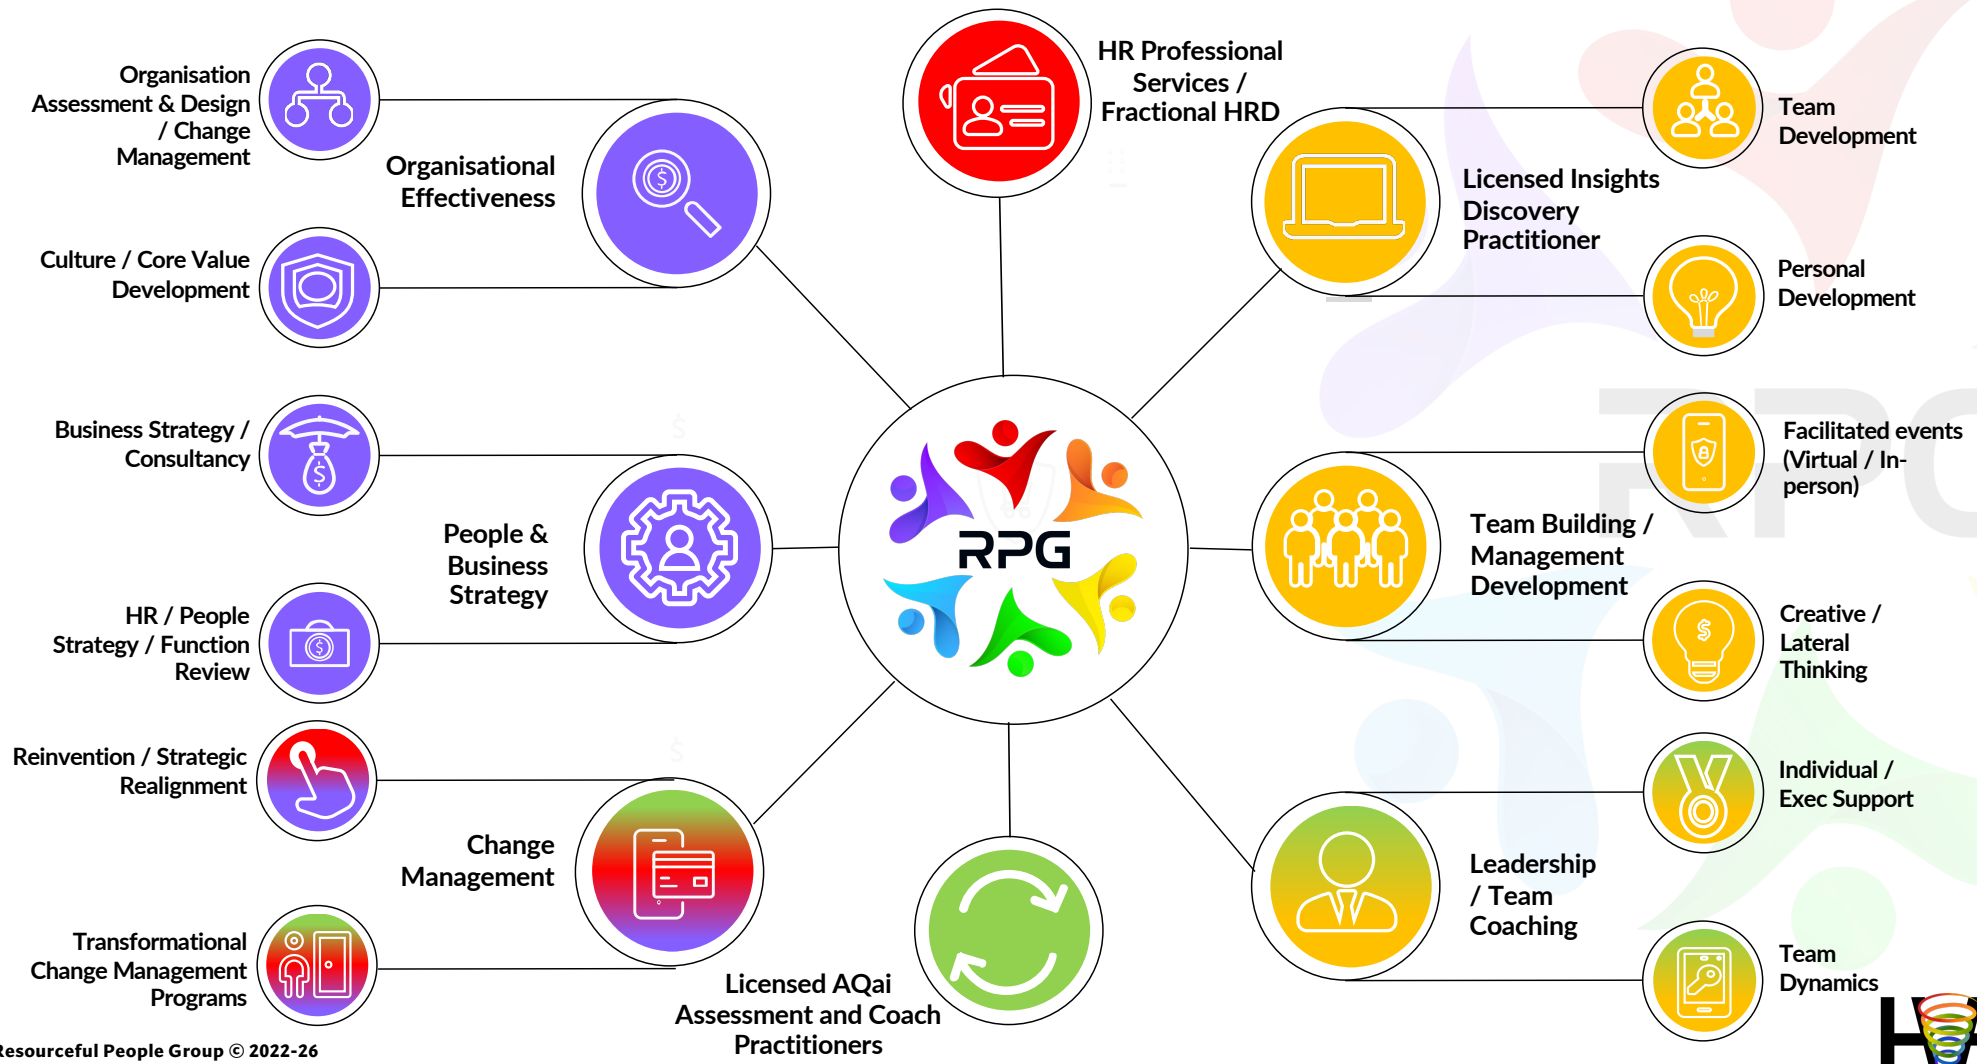 Organisation
Assessment & Design
/ Change
Management
Organisational
Effectiveness
Culture / Core Value
Development
Business Strategy /
Consultancy
People &
Business
Strategy
HR / People
Strategy / Function
Review
Reinvention / Strategic
Realignment
Change
Management
Transformational
Change Management
Programs
HR Professional
Services /
Fractional HRD
RPG
Licensed AQai
Assessment and Coach
Practitioners
Licensed Insights
Discovery
Practitioner
Team
Development
Personal
Development
RPG
Facilitated events
(Virtual / In-
person)
Team Building /
Management
Development
Creative /
Lateral
Thinking
Individual /
Exec Support
Leadership
/ Team
Coaching
Team
Dynamics
Resourceful People Group © 2022-26